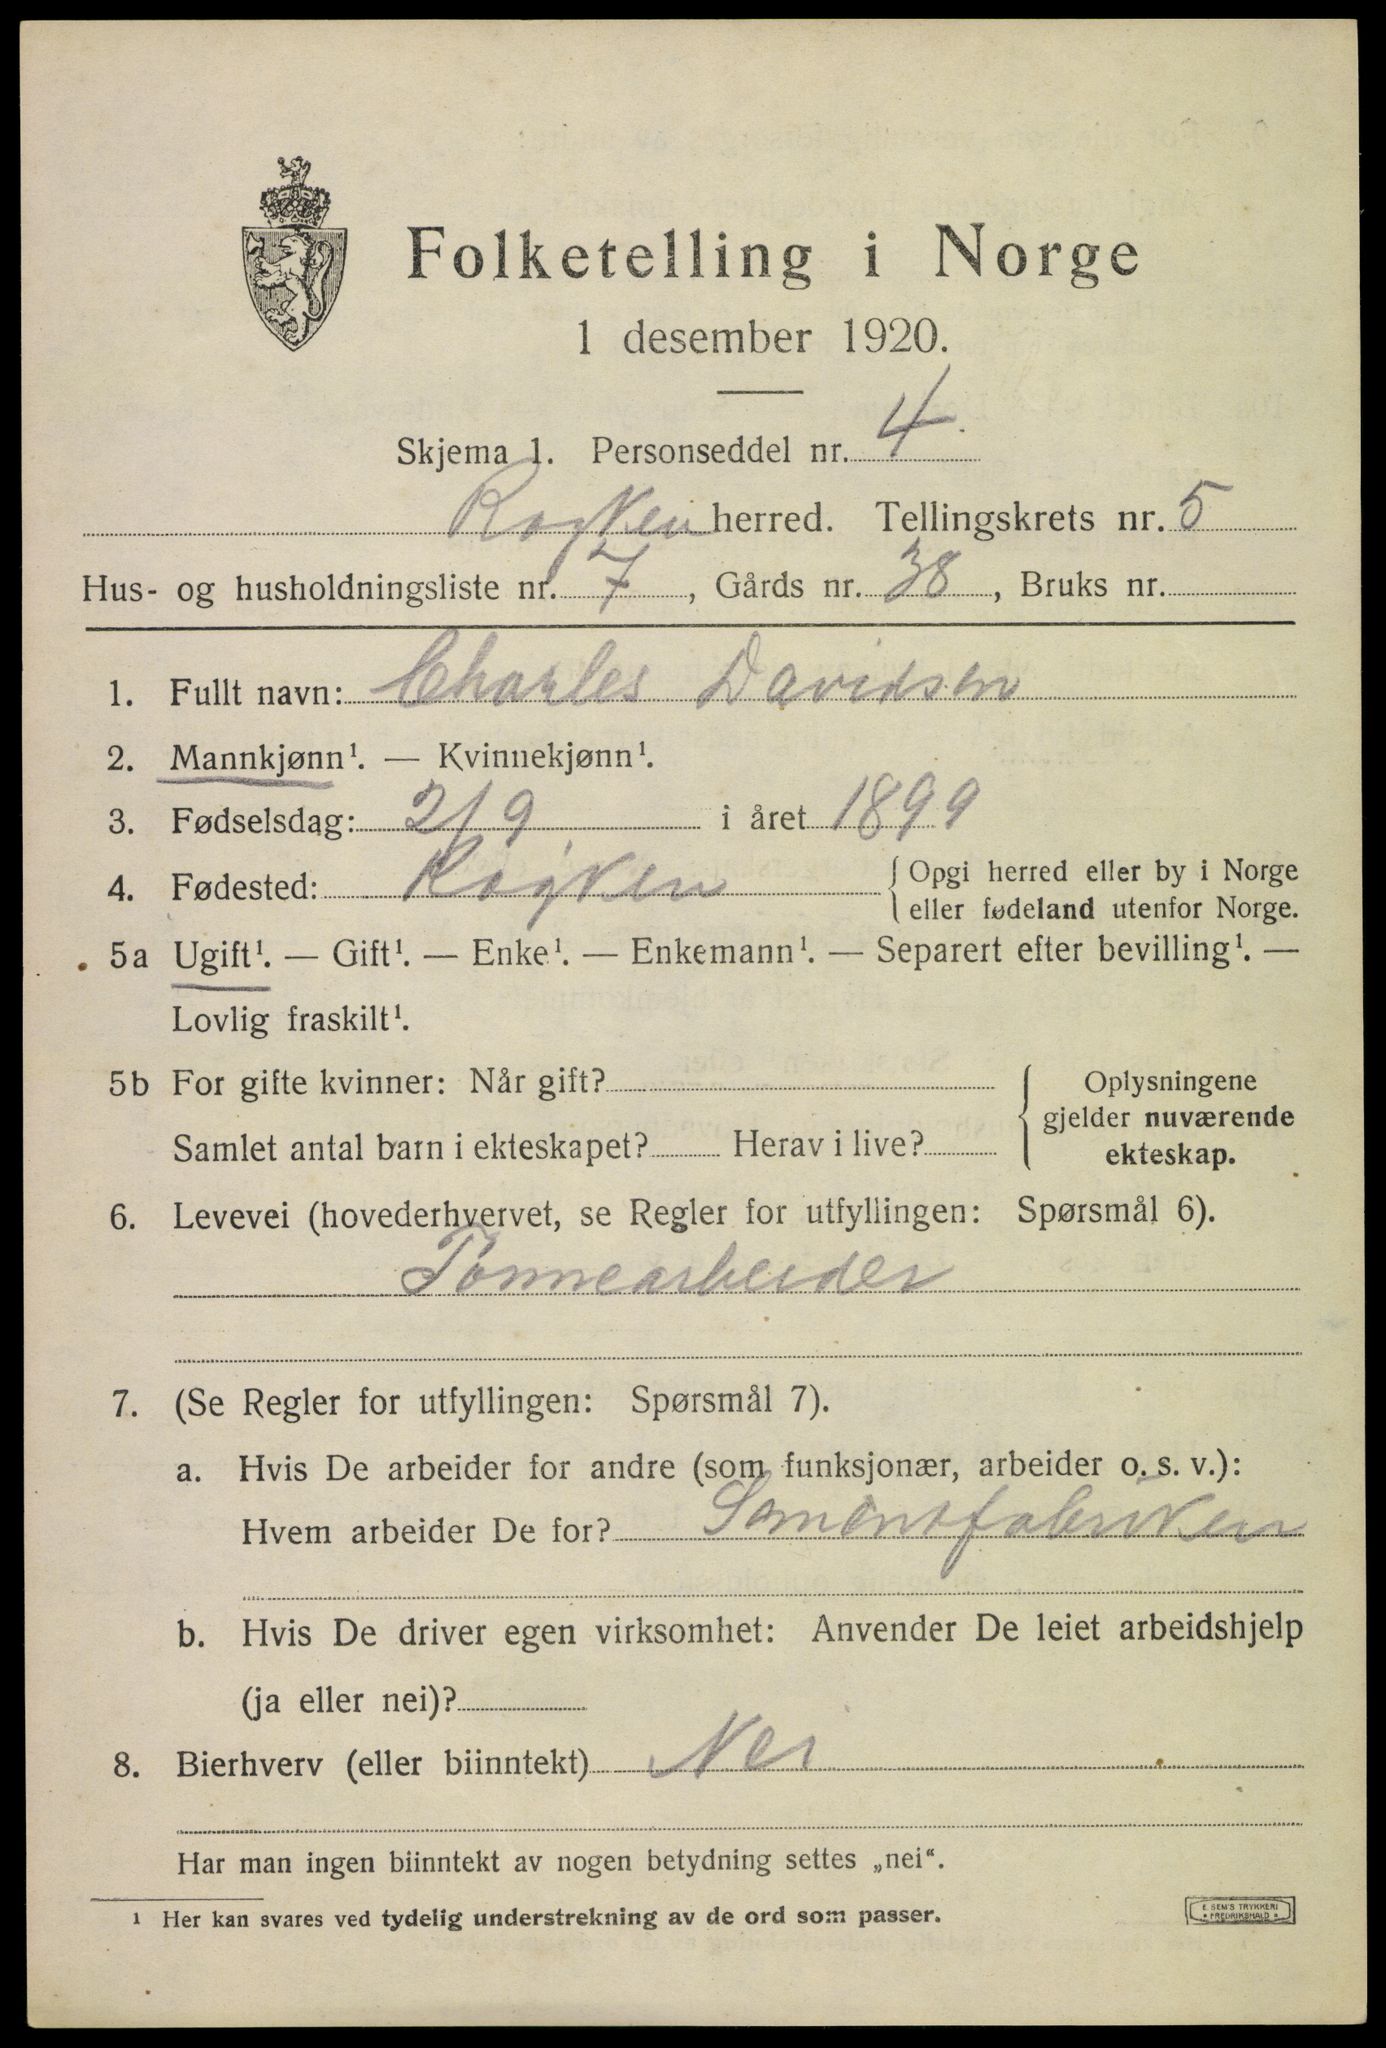 Folketelling i Norge
1 desember 1920.
Skjema 1. Personseddel nr. 4.
Røyken herred. Tellingskrets nr. 5
Hus- og husholdningsliste nr. 7, Gårds nr. 38, Bruks nr.
1. Fullt navn: Charles Davidsen
2. Mannkjønn¹. — Kvinnekjønn¹.
3. Fødselsdag: 2/9 i året 1899
4. Fødested: Røyken { Opgi herred eller by i Norge
eller fødeland utenfor Norge.
5a Ugift¹. — Gift¹. — Enke¹. — Enkemann¹. — Separert efter bevilling¹. —
Lovlig fraskilt¹.
5b For gifte kvinner: Når gift? { Oplysningene
gjelder nuværende
Samlet antal barn i ekteskapet? Herav i live? ekteskap.
6. Levevei (hovederhvervet, se Regler for utfyllingen: Spørsmål 6).
Tønnearbeider
7. (Se Regler for utfyllingen: Spørsmål 7).
a. Hvis De arbeider for andre (som funksjonær, arbeider o. s. v.):
Hvem arbeider De for? Sementfabriken
b. Hvis De driver egen virksomhet: Anvender De leiet arbeidshjelp
(ja eller nei)?
8. Bierhverv (eller biinntekt) Nei
Har man ingen biinntekt av nogen betydning settes „nei“.
¹ Her kan svares ved tydelig understrekning av de ord som passer.
E. SEM'S TRYKKERI
* FREDRIKSHALD *